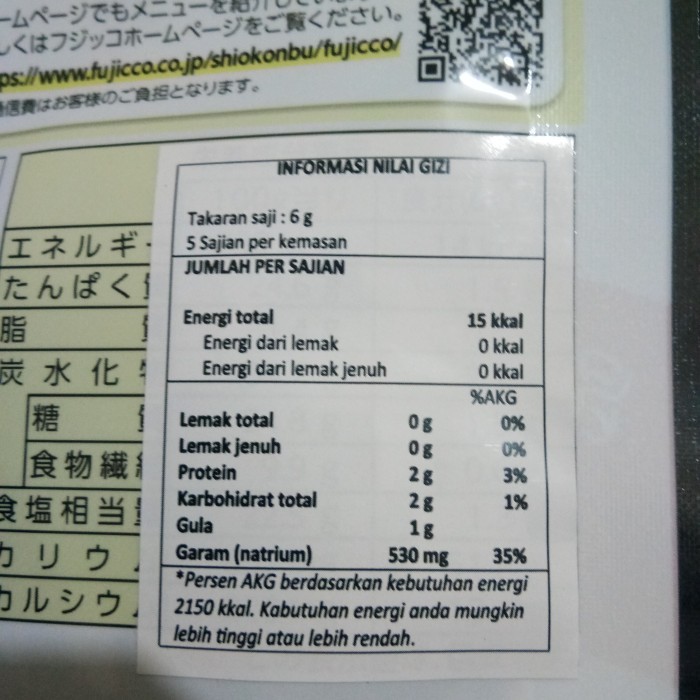 ームページでもメニューを紹介し
しくはフジッコホームページをご覧ください。
ps://www.fujicco.co.jp/shiokonbu/fujicco/
通信費はお客様のご負担となります。
エネルギー
たんぱく
脂
炭水化
糖
食物繊
食塩相当
カリウ
カルシウ
INFORMASI NILAI GIZI
Takaran saji : 6 g
5 Sajian per kemasan
JUMLAH PER SAJIAN
Energi total 15 kkal
Energi dari lemak 0 kkal
Energi dari lemak jenuh 0 kkal
%AKG
Lemak total 0 g 0%
Lemak jenuh 0 g 0%
Protein 2 g 3%
Karbohidrat total 2 g 1%
Gula 1 g
Garam (natrium) 530 mg 35%
*Persen AKG berdasarkan kebutuhan energi
2150 kkal. Kabutuhan energi anda mungkin
lebih tinggi atau lebih rendah.